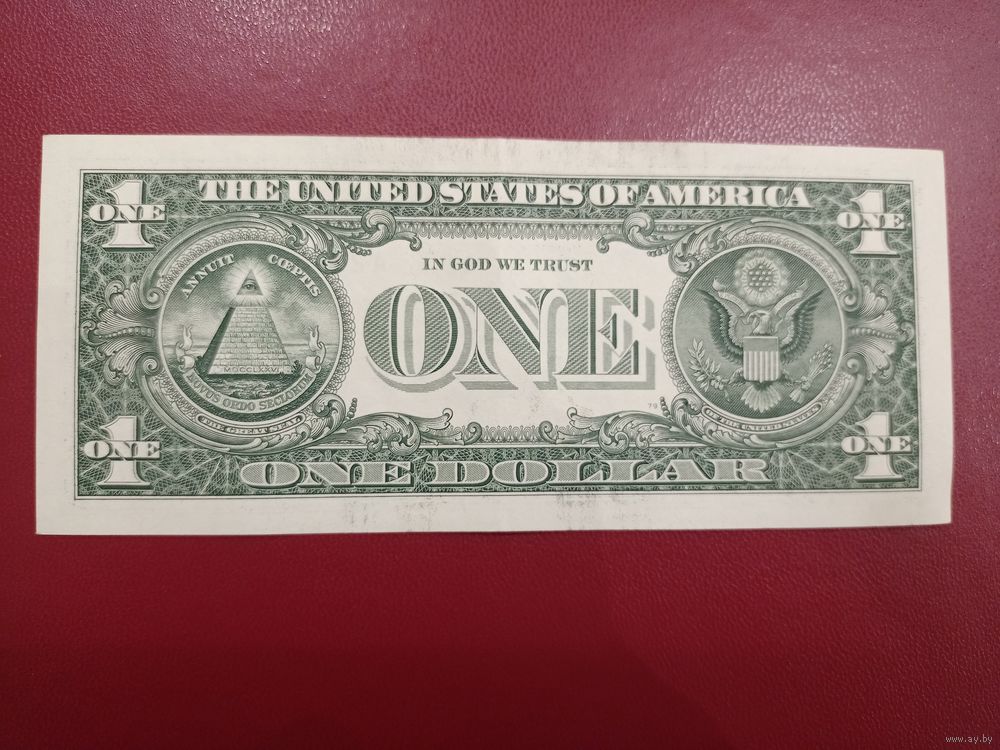 THE UNITED STATES OF AMERICA
1
ONE
1
ONE
ANNUIT CŒPTIS
MDCCLXXVI
NOVUS ORDO SECLORUM
THE GREAT SEAL
IN GOD WE TRUST
ONE
OF THE UNITED STATES
1
ONE
ONE DOLLAR
1
ONE
www.ay.by